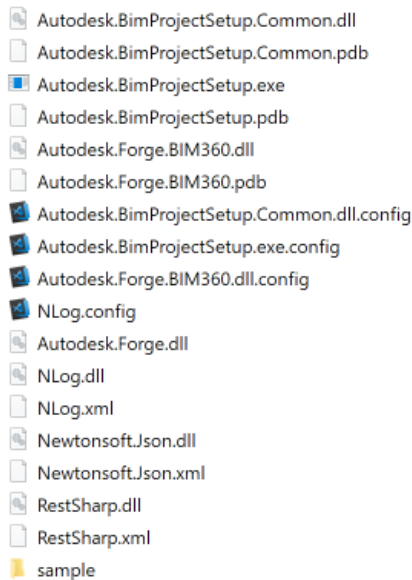 Autodesk.BimProjectSetup.Common.dll
Autodesk.BimProjectSetup.Common.pdb
Autodesk.BimProjectSetup.exe
Autodesk.BimProjectSetup.pdb
Autodesk.Forge.BIM360.dll
Autodesk.Forge.BIM360.pdb
Autodesk.BimProjectSetup.Common.dll.config
Autodesk.BimProjectSetup.exe.config
Autodesk.Forge.BIM360.dll.config
NLog.config
Autodesk.Forge.dll
NLog.dll
NLog.xml
Newtonsoft.Json.dll
Newtonsoft.Json.xml
RestSharp.dll
RestSharp.xml
sample